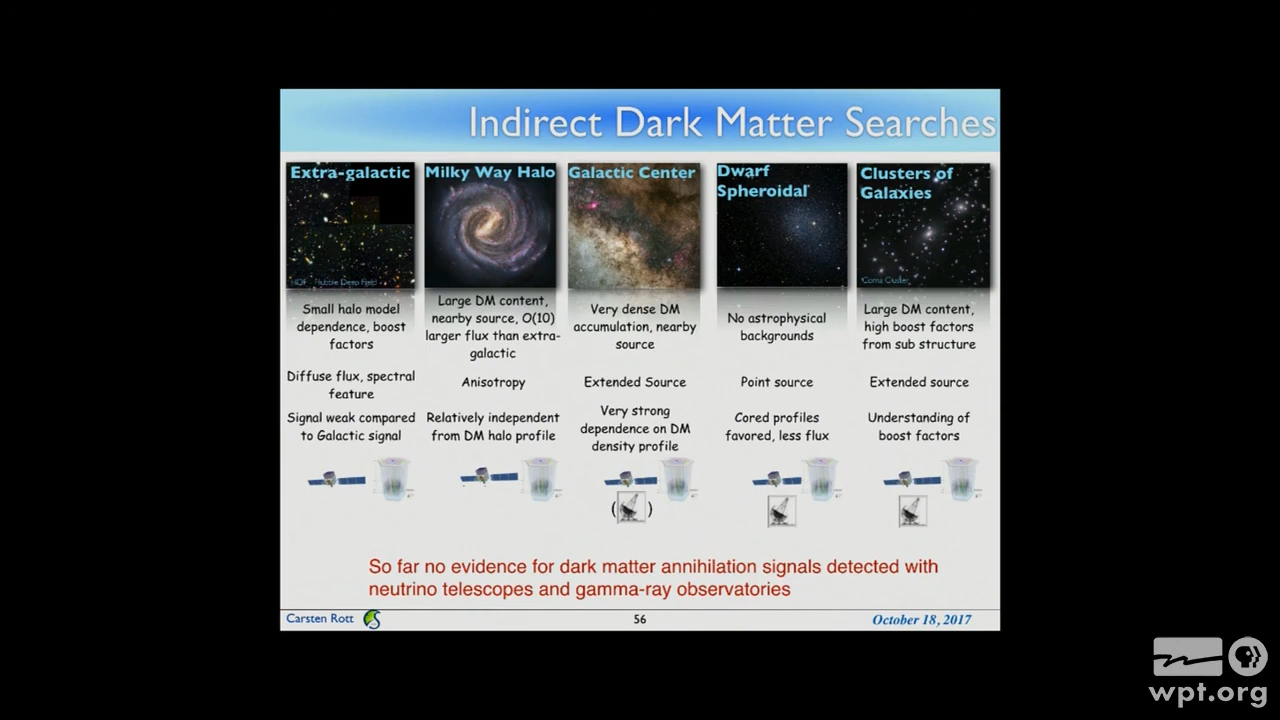 Indirect Dark Matter Searches
Extra-galactic
HDF - Hubble Deep Field
Small halo model
dependence, boost
factors
Diffuse flux, spectral
feature
Signal weak compared
to Galactic signal
Milky Way Halo
Large DM content,
nearby source, O(10)
larger flux than extra-
galactic
Anisotropy
Relatively independent
from DM halo profile
Galactic Center
Very dense DM
accumulation, nearby
source
Extended Source
Very strong
dependence on DM
density profile
( )
Dwarf
Spheroidal
No astrophysical
backgrounds
Point source
Cored profiles
favored, less flux
Clusters of
Galaxies
Coma Cluster
Large DM content,
high boost factors
from sub structure
Extended source
Understanding of
boost factors
So far no evidence for dark matter annihilation signals detected with
neutrino telescopes and gamma-ray observatories
Carsten Rott
56
October 18, 2017
wpt.org